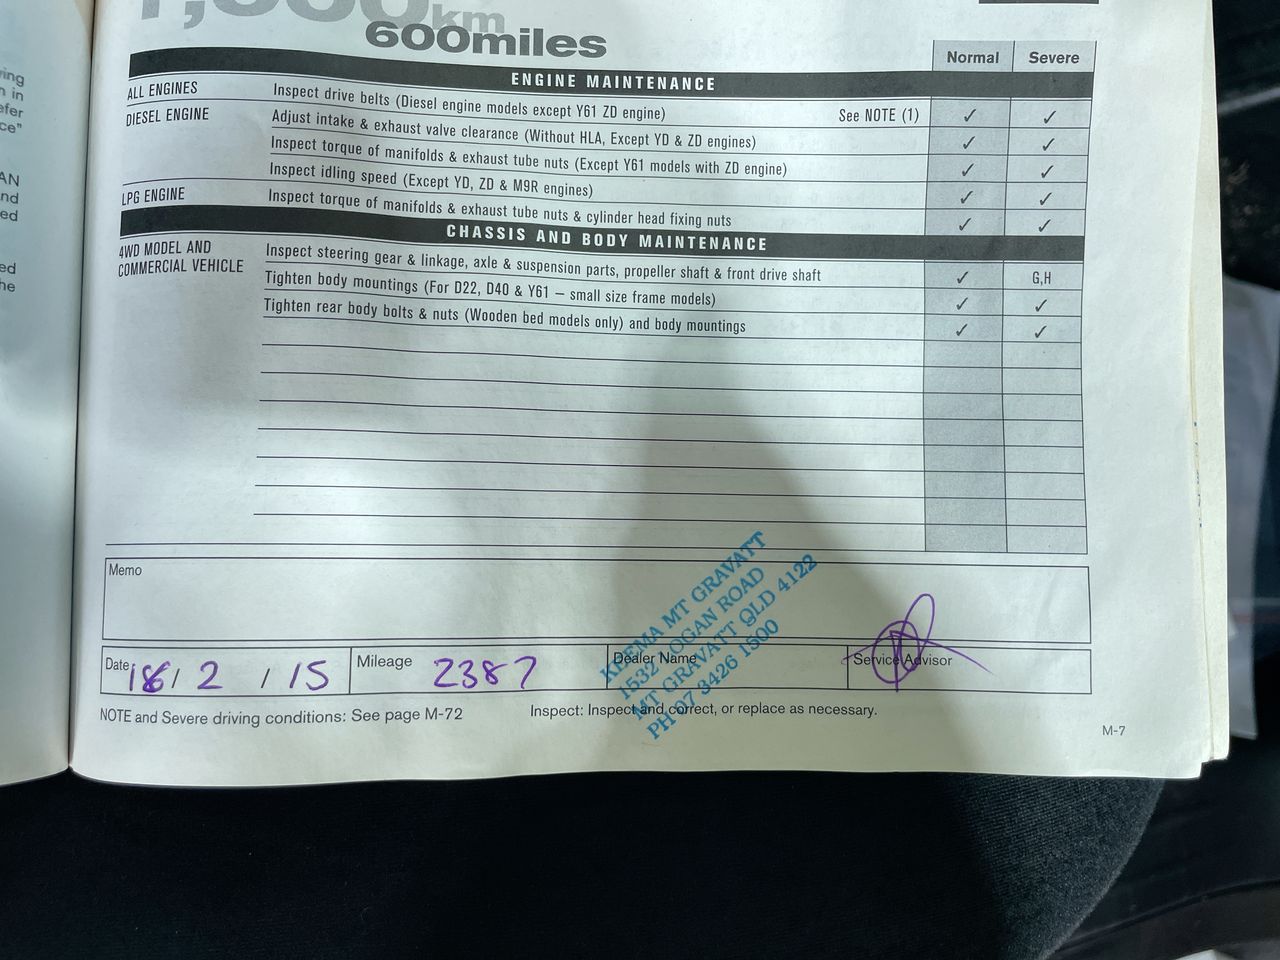 1,000km
600miles
Normal Severe
ENGINE MAINTENANCE
ALL ENGINES Inspect drive belts (Diesel engine models except Y61 ZD engine) See NOTE (1) ✓ ✓
DIESEL ENGINE Adjust intake & exhaust valve clearance (Without HLA, Except YD & ZD engines) ✓ ✓
Inspect torque of manifolds & exhaust tube nuts (Except Y61 models with ZD engine) ✓ ✓
Inspect idling speed (Except YD, ZD & M9R engines) ✓ ✓
LPG ENGINE Inspect torque of manifolds & exhaust tube nuts & cylinder head fixing nuts ✓ ✓
CHASSIS AND BODY MAINTENANCE
4WD MODEL AND
COMMERCIAL VEHICLE
Inspect steering gear & linkage, axle & suspension parts, propeller shaft & front drive shaft ✓ G,H
Tighten body mountings (For D22, D40 & Y61 – small size frame models) ✓ ✓
Tighten rear body bolts & nuts (Wooden bed models only) and body mountings ✓ ✓
Memo
KEEMA MT GRAVATT
1532 LOGAN ROAD
MT GRAVATT QLD 4122
PH 07 3426 1500
Date 18/ 2 / 15 Mileage 2387 Dealer Name Service Advisor
NOTE and Severe driving conditions: See page M-72 Inspect: Inspect and correct, or replace as necessary.
M-7